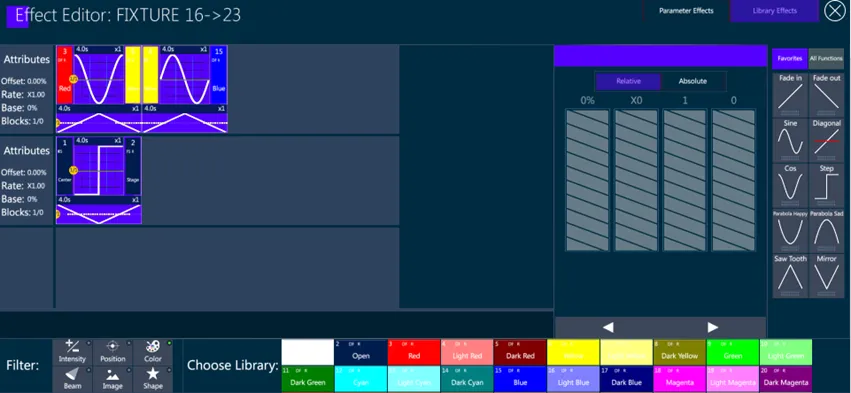 Effect Editor: FIXTURE 16->23
Parameter Effects
Library Effects
Attributes
Offset: 0.00%
Rate: X1.00
Base: 0%
Blocks: 1/0
3
4.0s
x1
4.0s
x1
15
Red
Blue
4.0s
x1
4.0s
x1
Attributes
Offset: 0.00%
Rate: X1.00
Base: 0%
Blocks: 1/0
1
4.0s
x1
2
Center
Stage
4.0s
x1
Relative
Absolute
0%
X0
1
0
Favorites
All Functions
Fade in
Fade out
Sine
Diagonal
Cos
Step
Parabola Happy
Parabola Sad
Saw Tooth
Mirror
Filter:
Intensity
Position
Color
Beam
Image
Shape
Choose Library:
2 Open
3 Red
4 Light Red
5 Dark Red
Yellow
8 Dark Yellow
9 Green
10 Light Green
11 Dark Green
Cyan
Light Cyan
14 Dark Cyan
15 Blue
16 Light Blue
17 Dark Blue
18 Magenta
19 Light Magenta
20 Dark Magenta